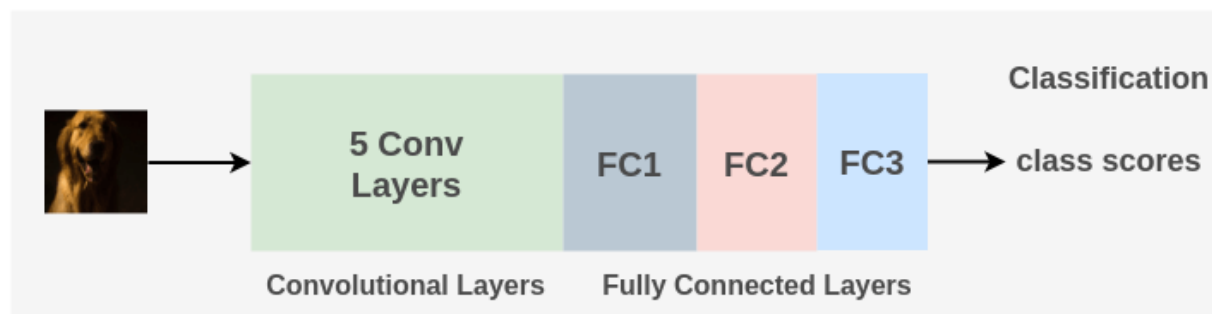 Classification
5 Conv
Layers
FC1
FC2
FC3
class scores
Convolutional Layers
Fully Connected Layers